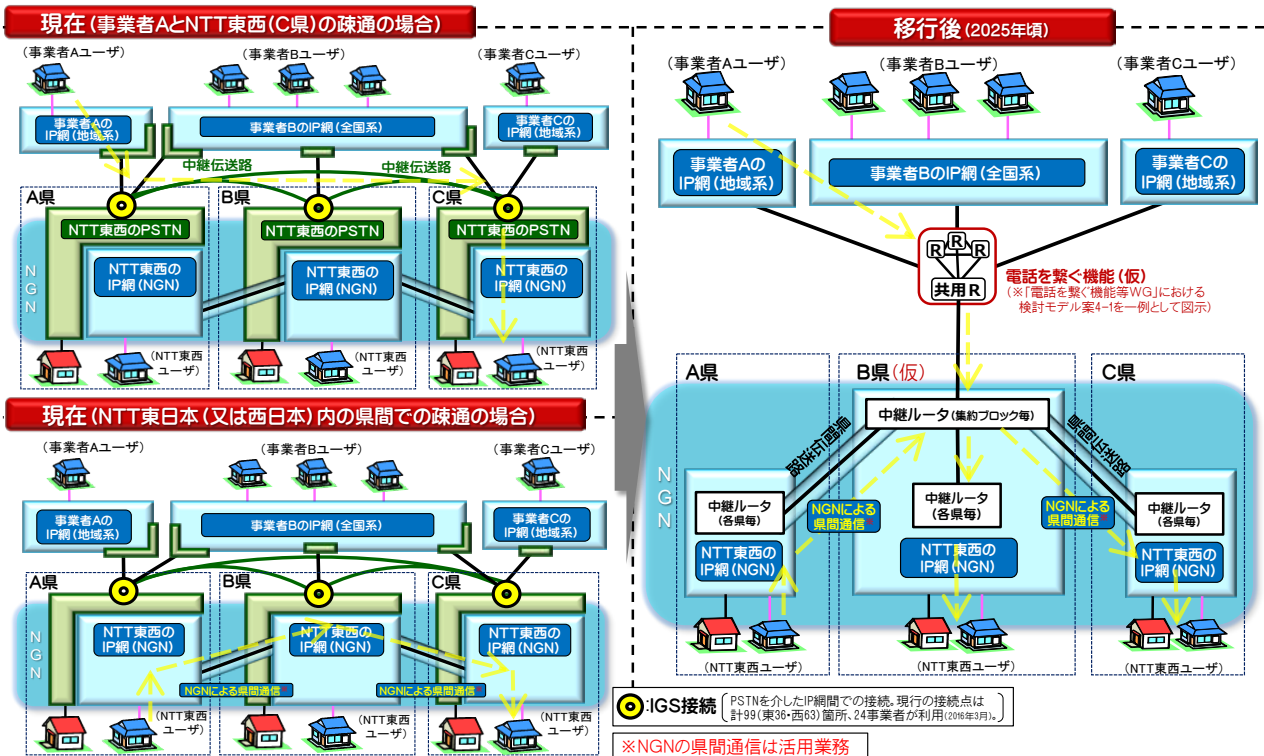 現在(事業者AとNTT東西(C県)の疎通の場合)
(事業者Aユーザ)
(事業者Bユーザ)
(事業者Cユーザ)
事業者Aの
IP網(地域系)
事業者BのIP網(全国系)
事業者Cの
IP網(地域系)
中継伝送路
中継伝送路
A県
B県
C県
NTT東西のPSTN
NTT東西のPSTN
NTT東西のPSTN
NGN
NTT東西の
IP網(NGN)
NTT東西の
IP網(NGN)
NTT東西の
IP網(NGN)
(NTT東西
ユーザ)
(NTT東西
ユーザ)
(NTT東西
ユーザ)
現在(NTT東日本(又は西日本)内の県間での疎通の場合)
(事業者Aユーザ)
(事業者Bユーザ)
(事業者Cユーザ)
事業者Aの
IP網(地域系)
事業者BのIP網(全国系)
事業者Cの
IP網(地域系)
A県
B県
C県
NGN
NTT東西の
IP網(NGN)
NTT東西の
IP網(NGN)
NTT東西の
IP網(NGN)
NGNによる県間通信※
NGNによる県間通信※
(NTT東西
ユーザ)
(NTT東西
ユーザ)
(NTT東西
ユーザ)
移行後(2025年頃)
(事業者Aユーザ)
(事業者Bユーザ)
(事業者Cユーザ)
事業者Aの
IP網(地域系)
事業者BのIP網(全国系)
事業者Cの
IP網(地域系)
R
R
R
共用R
電話を繋ぐ機能(仮)
(※「電話を繋ぐ機能等WG」における
検討モデル案4-1を一例として図示)
A県
B県(仮)
C県
NGN
中継ルータ(集約ブロック毎)
県間伝送路
県間伝送路
中継ルータ
(各県毎)
中継ルータ
(各県毎)
中継ルータ
(各県毎)
NGNによる
県間通信※
NGNによる
県間通信※
NTT東西の
IP網(NGN)
NTT東西の
IP網(NGN)
NTT東西の
IP網(NGN)
(NTT東西ユーザ)
(NTT東西ユーザ)
(NTT東西ユーザ)
:IGS接続
PSTNを介したIP網間での接続。現行の接続点は
計99(東36・西63)箇所、24事業者が利用(2016年3月)。
※NGNの県間通信は活用業務